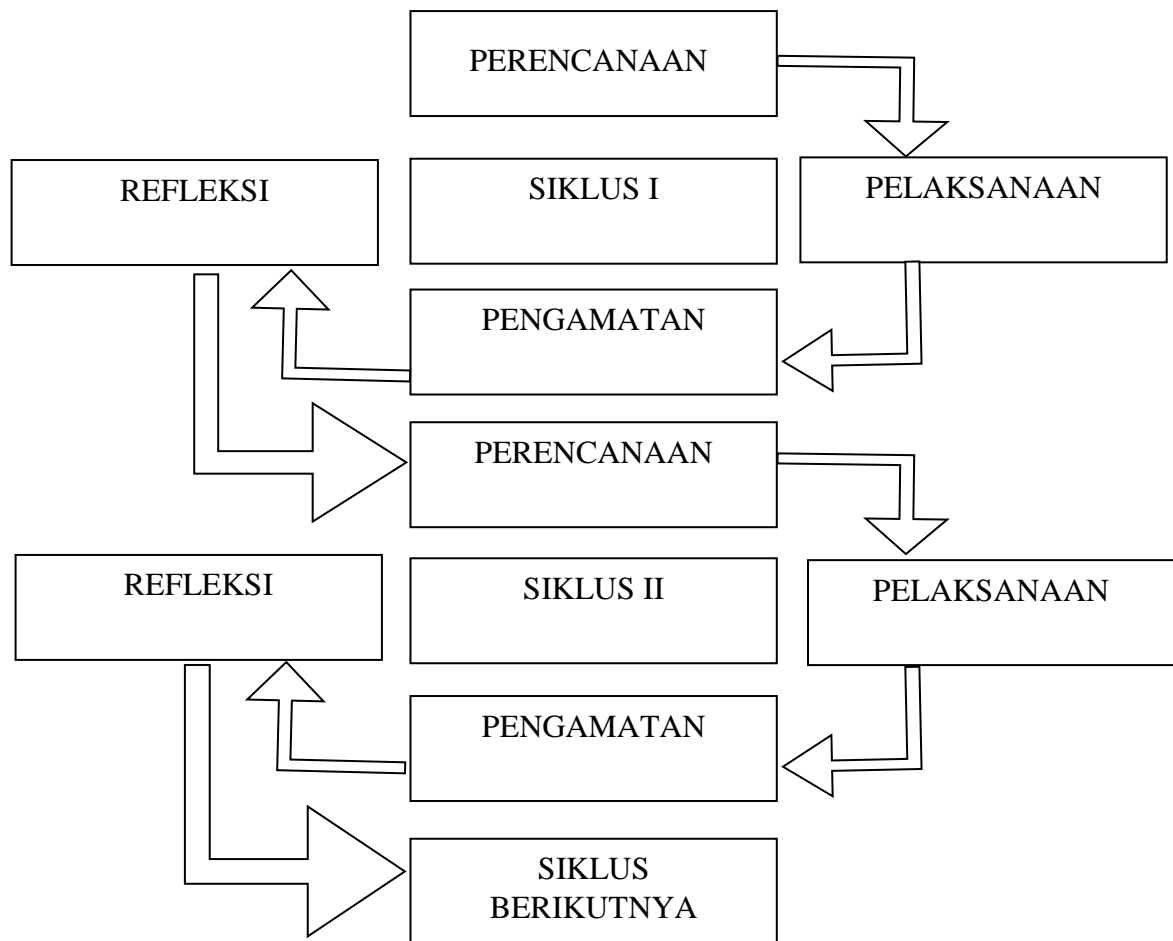 PERENCANAAN
REFLEKSI
SIKLUS I
PELAKSANAAN
PENGAMATAN
PERENCANAAN
REFLEKSI
SIKLUS II
PELAKSANAAN
PENGAMATAN
SIKLUS
BERIKUTNYA